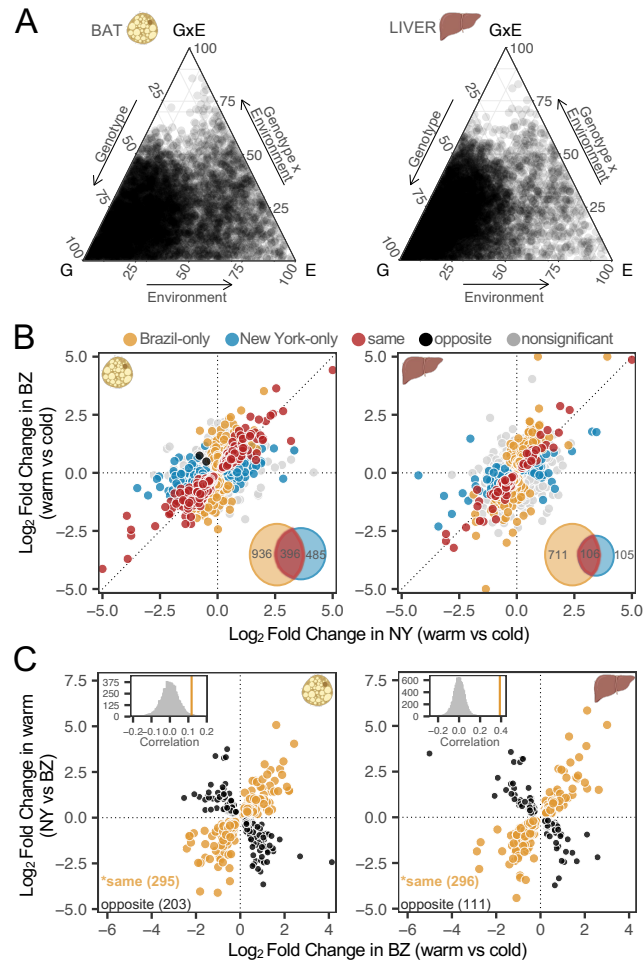 A
BAT
GxE
100
75
50
25
25
50
75
100
Genotype
Genotype x
Environment
G
25
50
75
100
E
Environment
LIVER
GxE
100
75
50
25
25
50
75
100
Genotype
Genotype x
Environment
G
25
50
75
100
E
Environment
B
Brazil-only
New York-only
same
opposite
nonsignificant
Log2 Fold Change in BZ
(warm vs cold)
5.0
2.5
0.0
-2.5
-5.0
936
396
485
-5.0
-2.5
0.0
2.5
5.0
5.0
2.5
0.0
-2.5
-5.0
711
106
105
-5.0
-2.5
0.0
2.5
5.0
Log2 Fold Change in NY (warm vs cold)
C
Log2 Fold Change in warm
(NY vs BZ)
7.5
5.0
2.5
0.0
-2.5
-5.0
375
250
125
0
-0.2
-0.1
0.0
0.1
0.2
Correlation
*same (295)
opposite (203)
-6
-4
-2
0
2
4
7.5
5.0
2.5
0.0
-2.5
-5.0
600
400
200
0
-0.2
0.0
0.2
0.4
Correlation
*same (296)
opposite (111)
-6
-4
-2
0
2
4
Log2 Fold Change in BZ (warm vs cold)